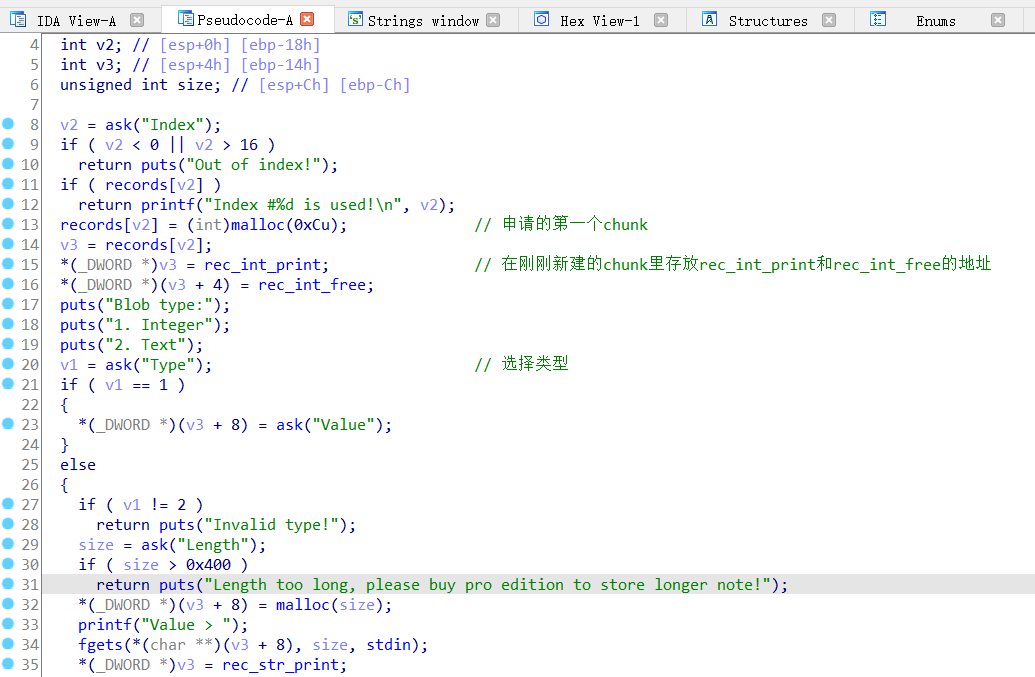 IDA View-A Pseudocode-A Strings window Hex View-1 Structures Enums
4 int v2; // [esp+0h] [ebp-18h]
5 int v3; // [esp+4h] [ebp-14h]
6 unsigned int size; // [esp+Ch] [ebp-Ch]
7
8 v2 = ask("Index");
9 if ( v2 < 0 || v2 > 16 )
10 return puts("Out of index!");
11 if ( records[v2] )
12 return printf("Index #%d is used!\n", v2);
13 records[v2] = (int)malloc(0xCu); // 申请的第一个chunk
14 v3 = records[v2];
15 *(_DWORD *)v3 = rec_int_print; // 在刚刚新建的chunk里存放rec_int_print和rec_int_free的地址
16 *(_DWORD *)(v3 + 4) = rec_int_free;
17 puts("Blob type:");
18 puts("1. Integer");
19 puts("2. Text");
20 v1 = ask("Type"); // 选择类型
21 if ( v1 == 1 )
22 {
23 *(_DWORD *)(v3 + 8) = ask("Value");
24 }
25 else
26 {
27 if ( v1 != 2 )
28 return puts("Invalid type!");
29 size = ask("Length");
30 if ( size > 0x400 )
31 return puts("Length too long, please buy pro edition to store longer note!");
32 *(_DWORD *)(v3 + 8) = malloc(size);
33 printf("Value > ");
34 fgets(*(char **)(v3 + 8), size, stdin);
35 *(_DWORD *)v3 = rec_str_print;